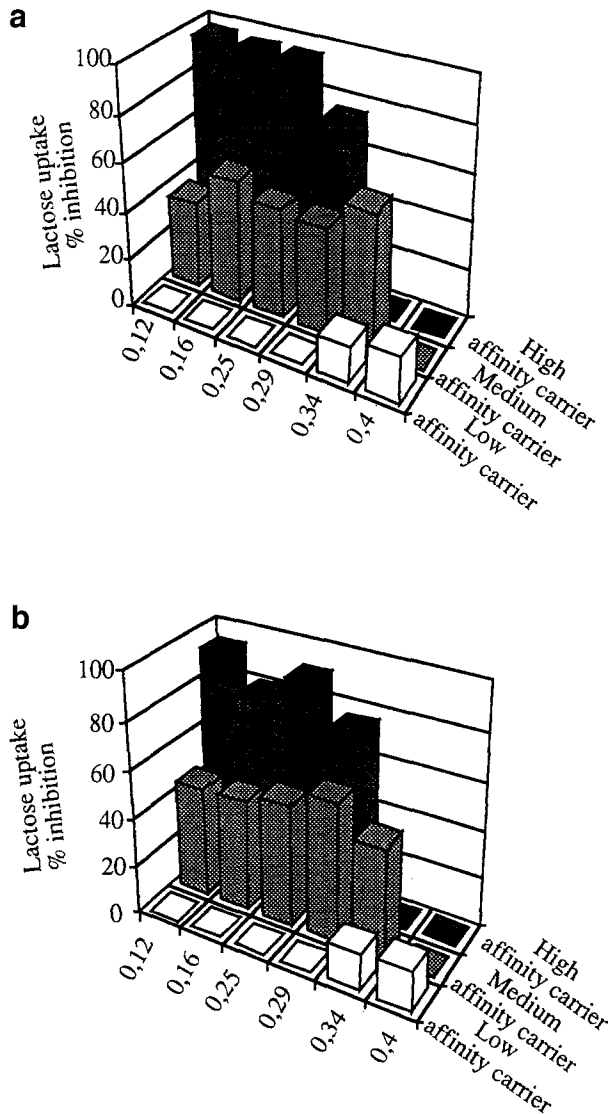 a
Lactose uptake
% inhibition
100
80
60
40
20
0
0,12
0,16
0,25
0,29
0,34
0,4
High
affinity carrier
Medium
affinity carrier
Low
affinity carrier
b
Lactose uptake
% inhibition
100
80
60
40
20
0
0,12
0,16
0,25
0,29
0,34
0,4
High
affinity carrier
Medium
affinity carrier
Low
affinity carrier